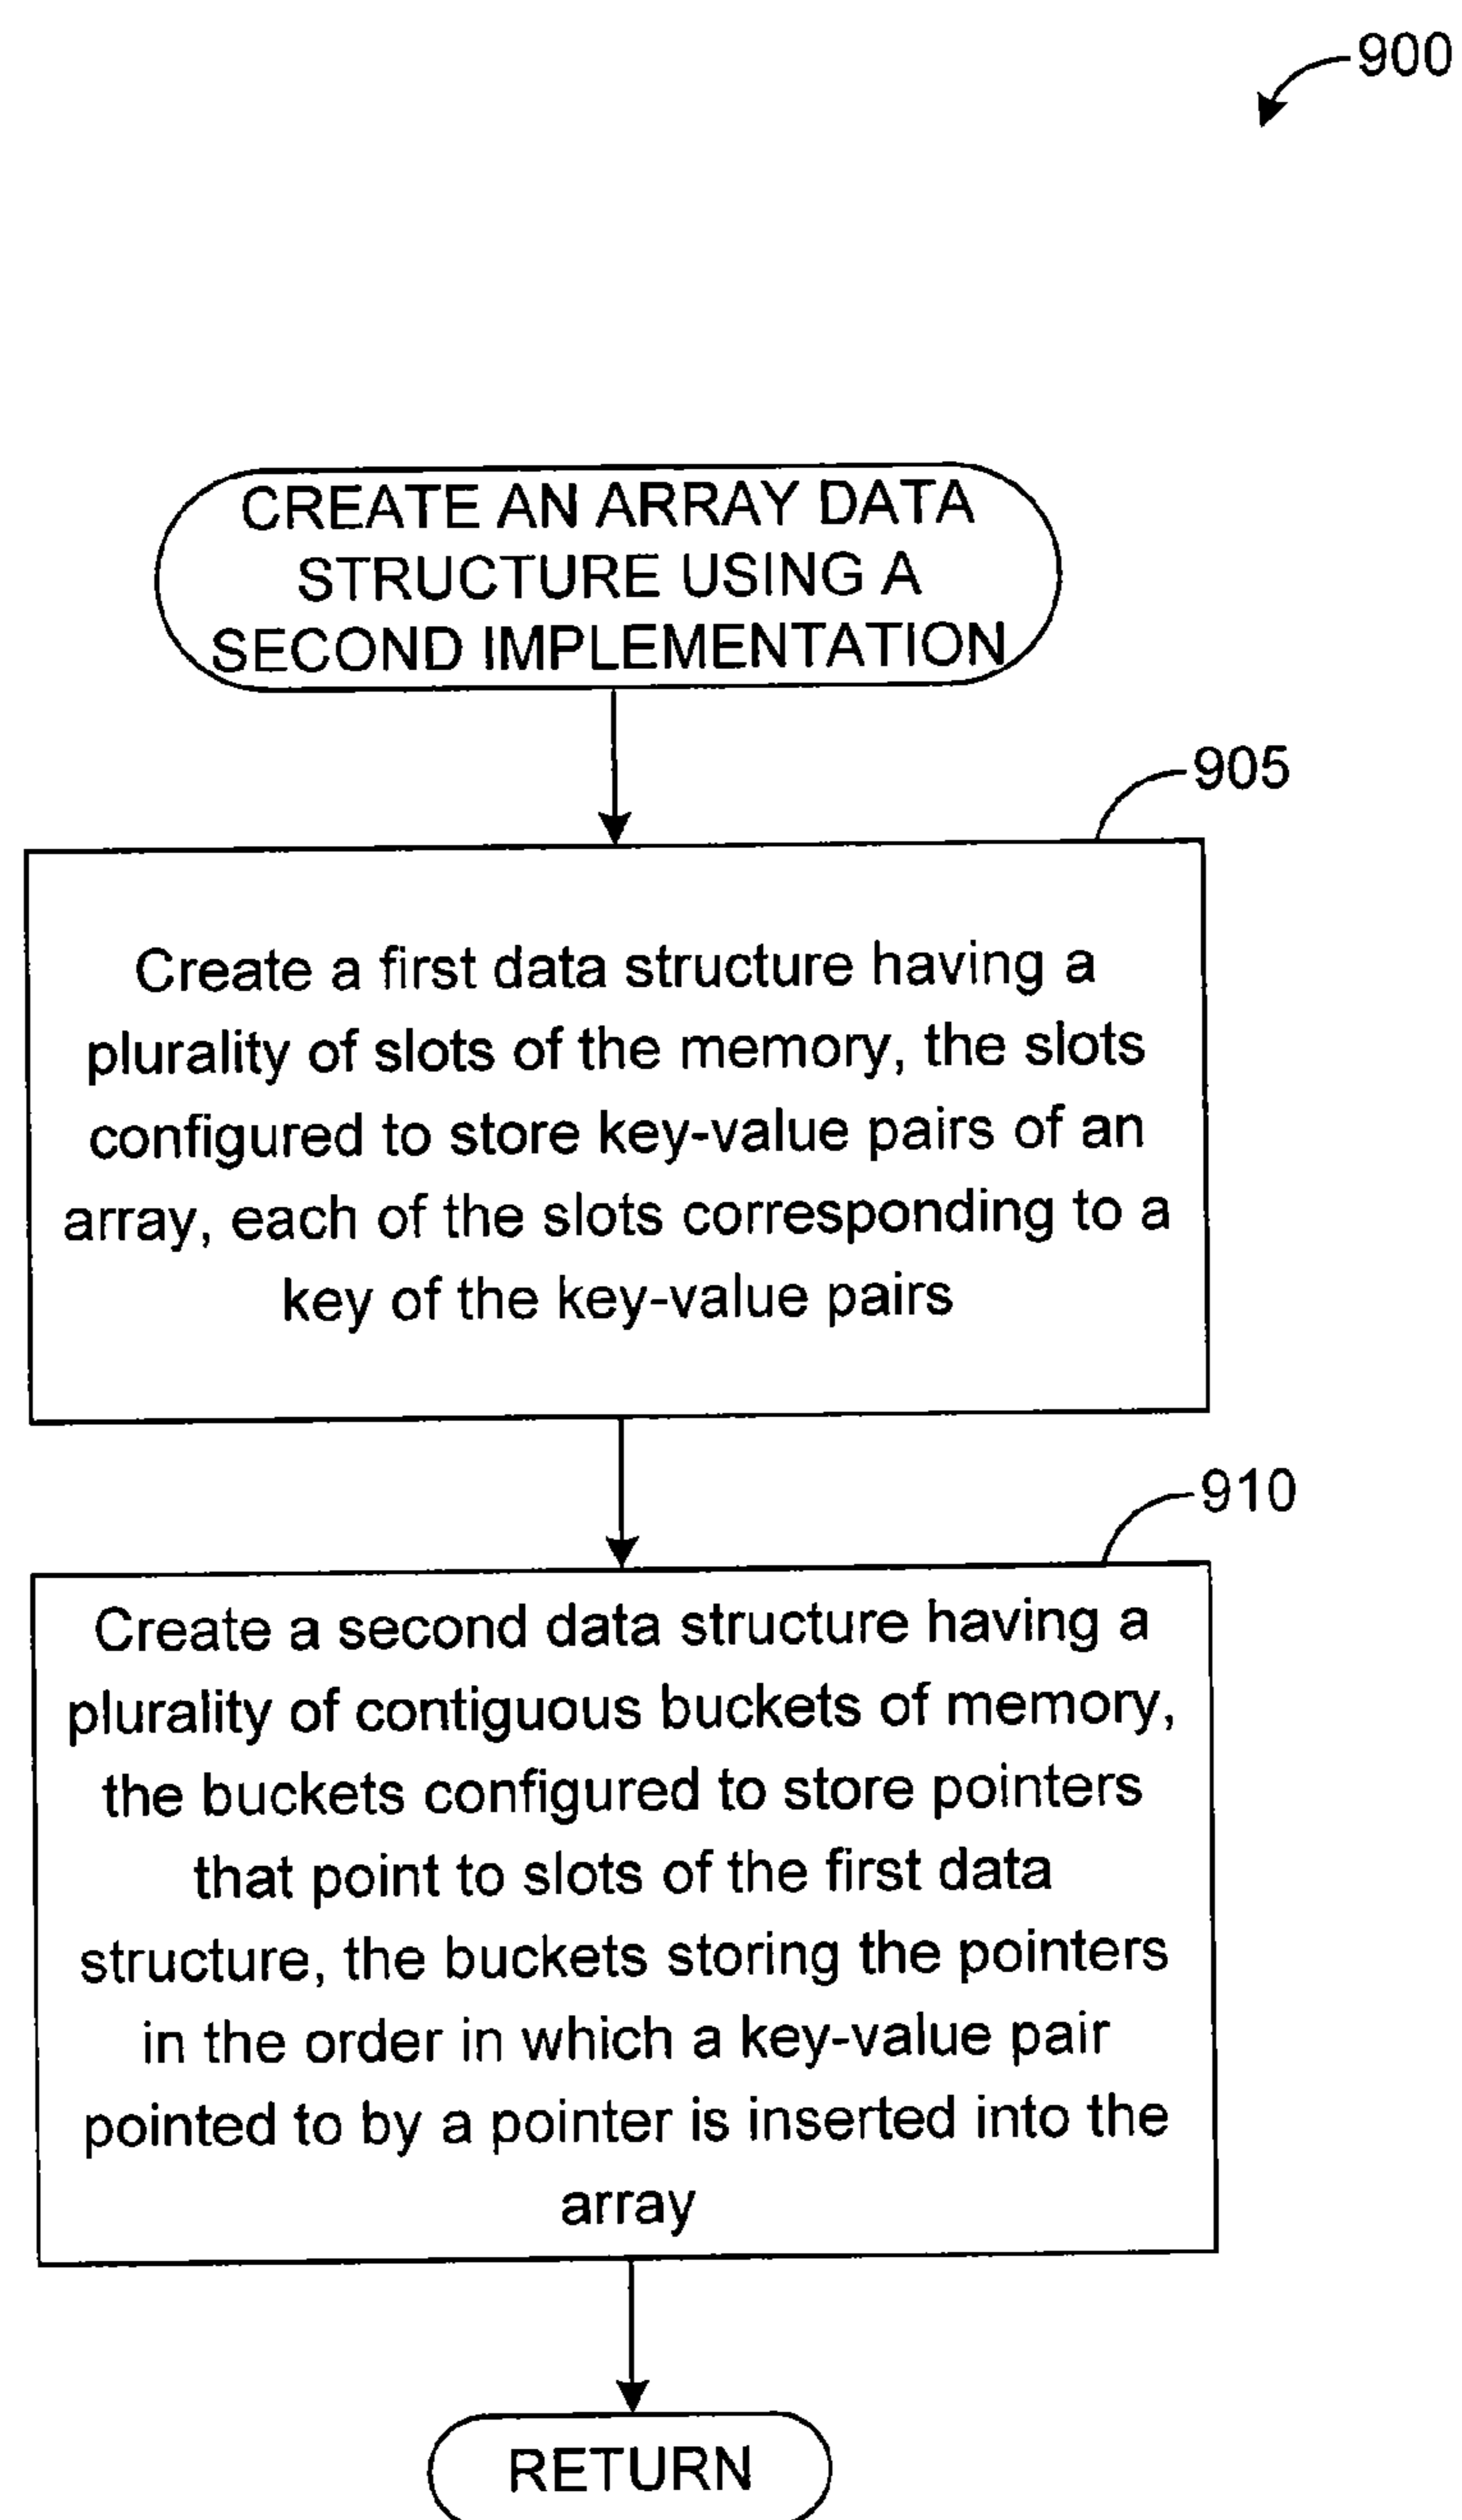 900
CREATE AN ARRAY DATA
STRUCTURE USING A
SECOND IMPLEMENTATION
905
Create a first data structure having a
plurality of slots of the memory, the slots
configured to store key-value pairs of an
array, each of the slots corresponding to a
key of the key-value pairs
910
Create a second data structure having a
plurality of contiguous buckets of memory,
the buckets configured to store pointers
that point to slots of the first data
structure, the buckets storing the pointers
in the order in which a key-value pair
pointed to by a pointer is inserted into the
array
RETURN